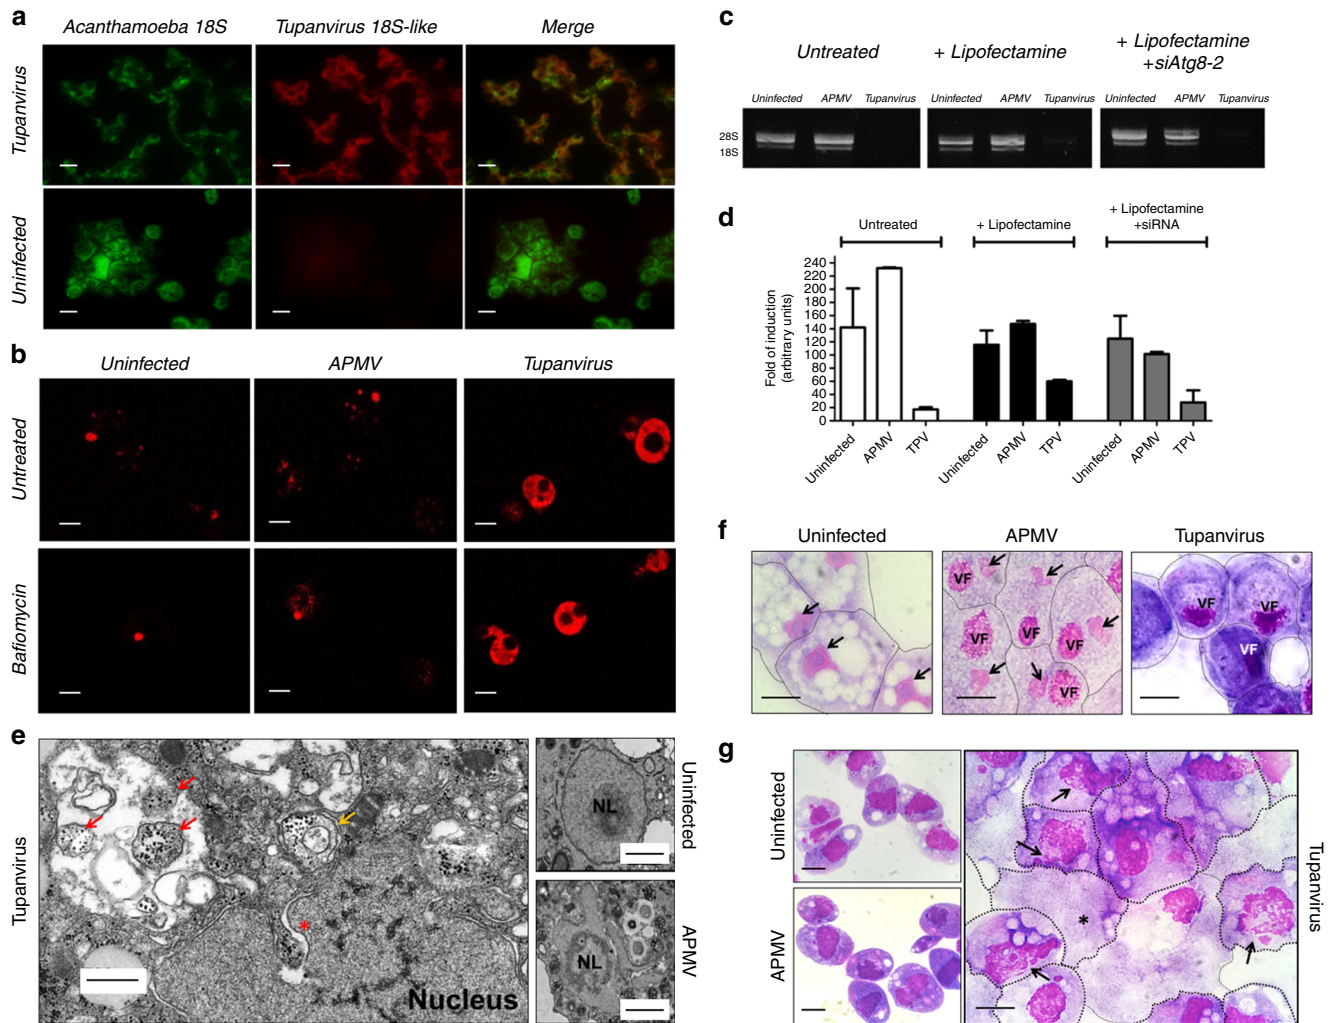 a
Acanthamoeba 18S
Tupanvirus 18S-like
Merge
Tupanvirus
Uninfected
b
Uninfected
APMV
Tupanvirus
Untreated
Bafiomycin
c
Untreated
+ Lipofectamine
+ Lipofectamine
+siAtg8-2
Uninfected APMV Tupanvirus
Uninfected APMV Tupanvirus
Uninfected APMV Tupanvirus
28S
18S
d
Untreated
+ Lipofectamine
+ Lipofectamine
+siRNA
Fold of induction
(arbitrary units)
240
220
200
180
160
140
120
100
80
60
40
20
0
Uninfected
APMV
TPV
Uninfected
APMV
TPV
Uninfected
APMV
TPV
e
Tupanvirus
*
Nucleus
NL
Uninfected
NL
APMV
f
Uninfected
APMV
Tupanvirus
VF
VF
VF
VF
VF
VF
VF
VF
g
Uninfected
APMV
*
Tupanvirus